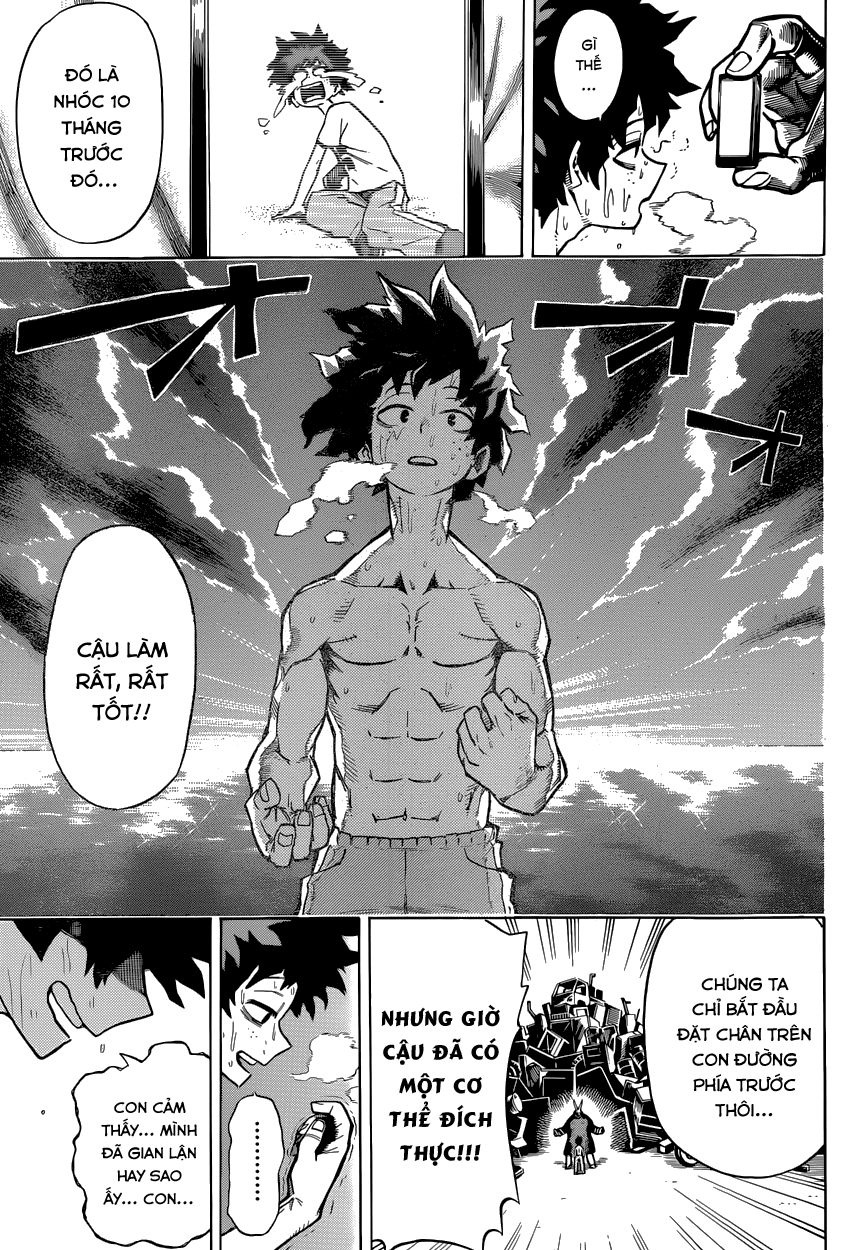 GÌ
THẾ
...
ĐÓ LÀ
NHÓC 10
THÁNG
TRƯỚC
ĐÓ...
CẬU LÀM
RẤT, RẤT
TỐT!!
CHÚNG TA
CHỈ BẮT ĐẦU
ĐẶT CHÂN TRÊN
CON ĐƯỜNG
PHÍA TRƯỚC
THÔI...
NHƯNG GIỜ
CẬU ĐÃ CÓ
MỘT CƠ
THỂ ĐÍCH
THỰC!!!
........
CON CẢM
THẤY... MÌNH
ĐÃ GIAN LẬN
HAY SAO
ẤY... CON...